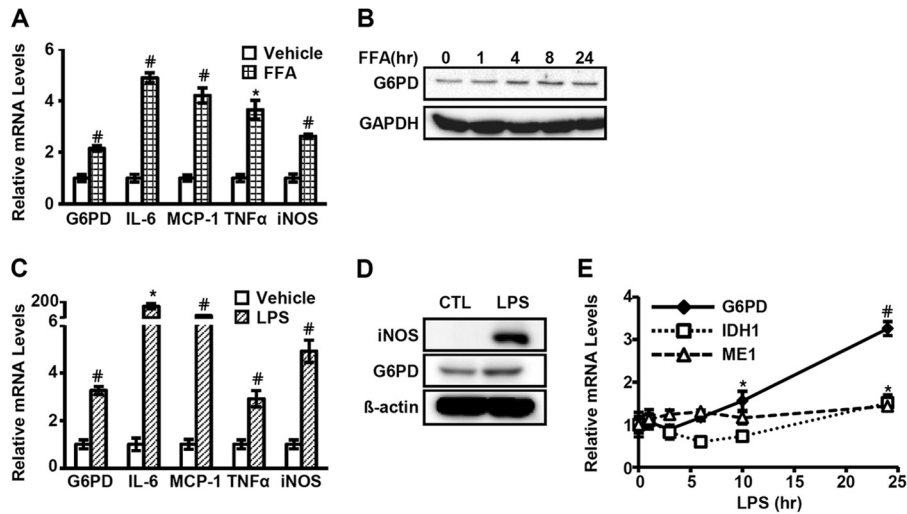 A
Relative mRNA Levels
6
4
2
0
Vehicle
FFA
#
#
#
*
#
G6PD IL-6 MCP-1 TNFα iNOS
B
FFA(hr) 0 1 4 8 24
G6PD
GAPDH
C
Relative mRNA Levels
200
6
6
4
2
0
Vehicle
LPS
#
*
#
#
#
G6PD IL-6 MCP-1 TNFα iNOS
D
CTL LPS
iNOS
G6PD
ß-actin
E
Relative mRNA Levels
4
3
2
1
0
G6PD
IDH1
ME1
*
#
*
0 5 10 15 20 25
LPS (hr)